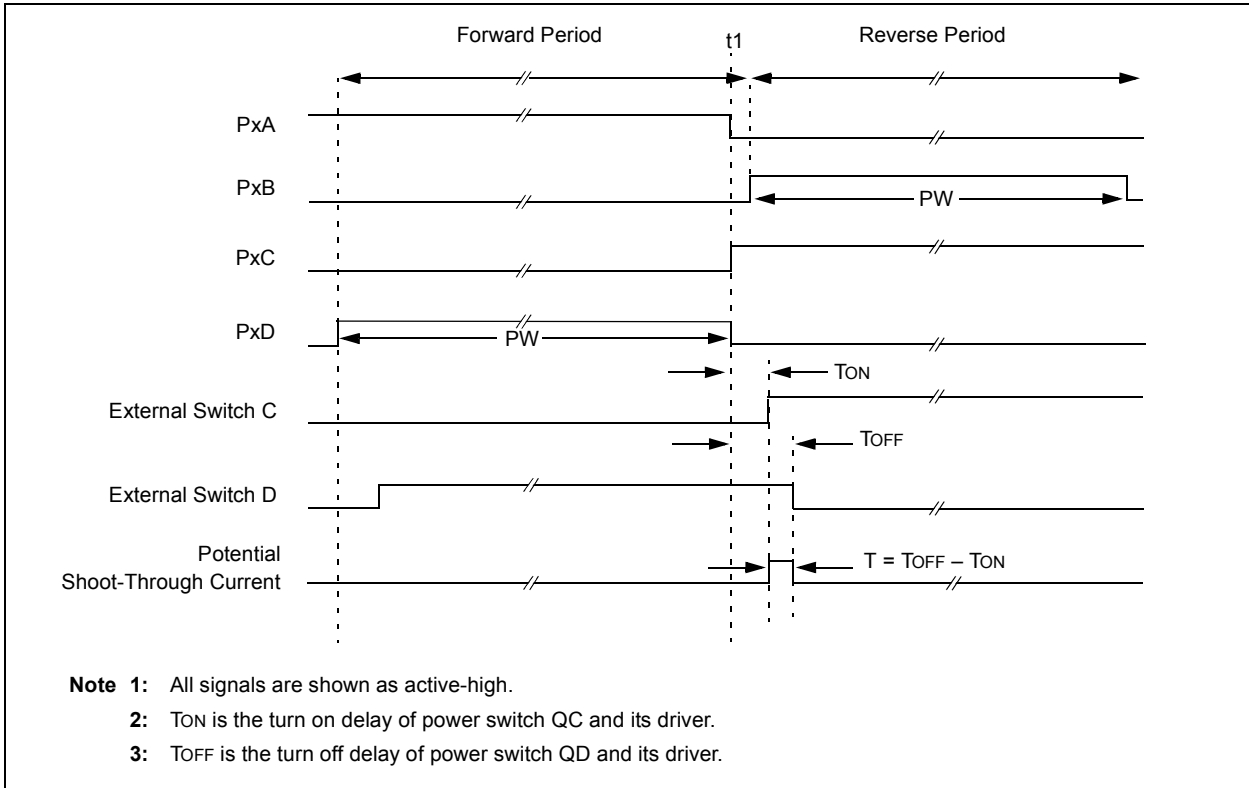 Forward Period
t1
Reverse Period
PxA
PxB
PW
PxC
PxD
PW
TON
External Switch C
TOFF
External Switch D
Potential
Shoot-Through Current
T = TOFF – TON
Note 1: All signals are shown as active-high.
2: TON is the turn on delay of power switch QC and its driver.
3: TOFF is the turn off delay of power switch QD and its driver.